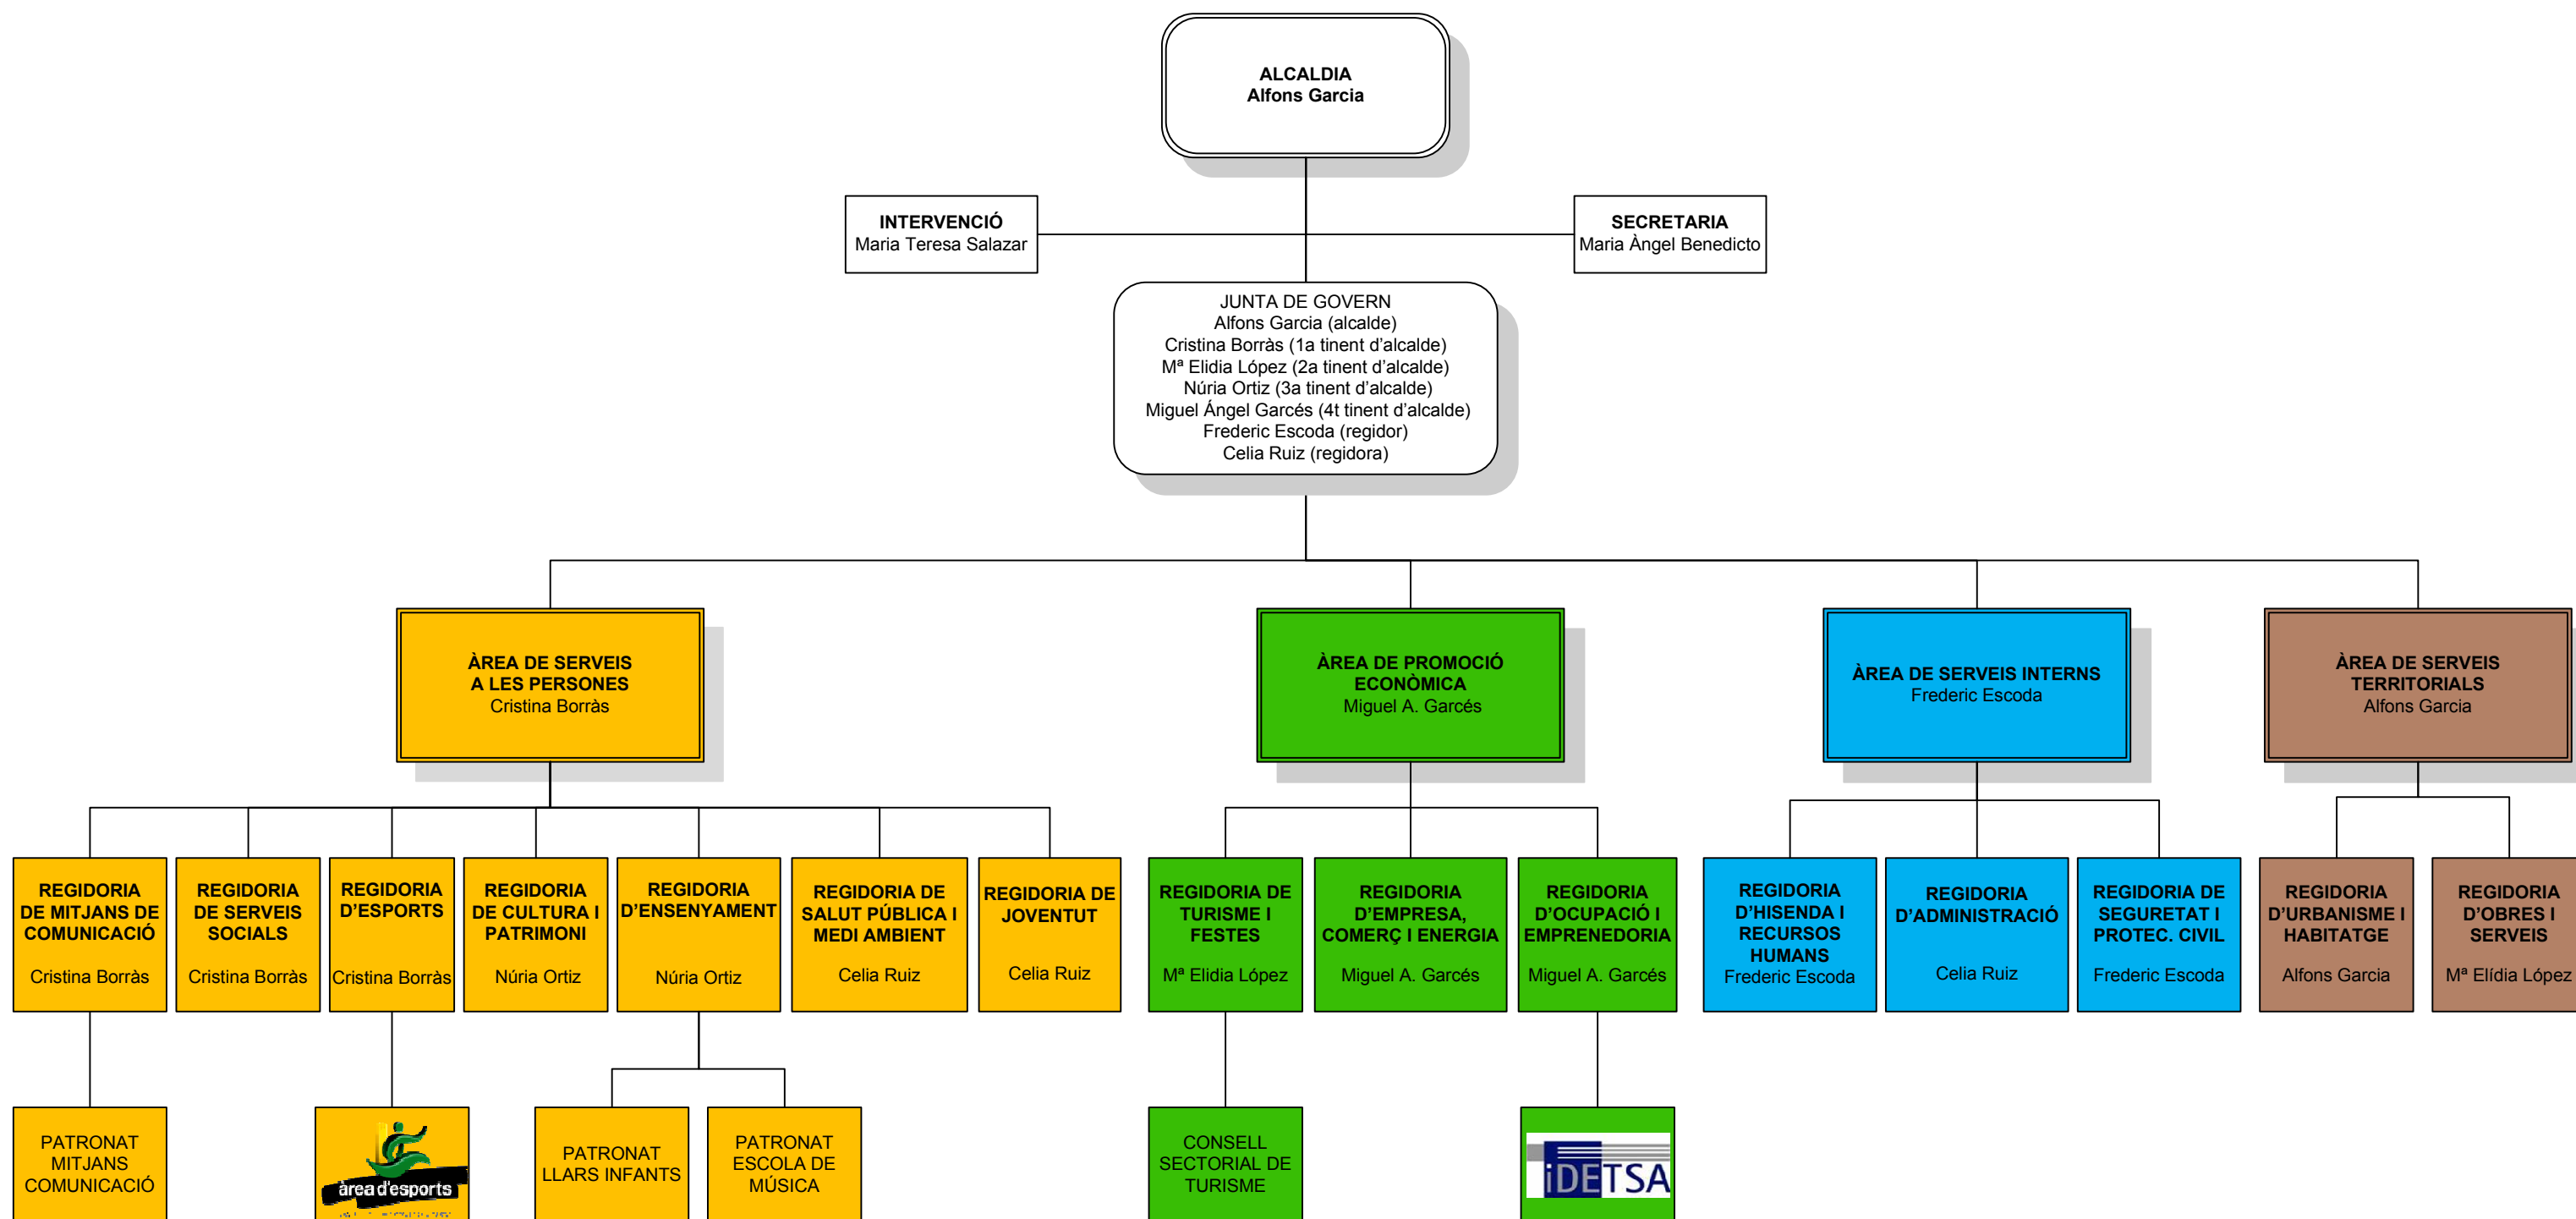 ALCALDIA
Alfons Garcia
INTERVENCIÓ
Maria Teresa Salazar
SECRETARIA
Maria Àngel Benedicto
JUNTA DE GOVERN
Alfons Garcia (alcalde)
Cristina Borràs (1a tinent d’alcalde)
Mª Elidia López (2a tinent d’alcalde)
Núria Ortiz (3a tinent d’alcalde)
Miguel Ángel Garcés (4t tinent d’alcalde)
Frederic Escoda (regidor)
Celia Ruiz (regidora)
ÀREA DE SERVEIS
A LES PERSONES
Cristina Borràs
ÀREA DE PROMOCIÓ
ECONÒMICA
Miguel A. Garcés
ÀREA DE SERVEIS INTERNS
Frederic Escoda
ÀREA DE SERVEIS
TERRITORIALS
Alfons Garcia
REGIDORIA
DE MITJANS DE
COMUNICACIÓ
Cristina Borràs
REGIDORIA
DE SERVEIS
SOCIALS
Cristina Borràs
REGIDORIA
D’ESPORTS
Cristina Borràs
REGIDORIA
DE CULTURA I
PATRIMONI
Núria Ortiz
REGIDORIA
D’ENSENYAMENT
Núria Ortiz
REGIDORIA DE
SALUT PÚBLICA I
MEDI AMBIENT
Celia Ruiz
REGIDORIA DE
JOVENTUT
Celia Ruiz
REGIDORIA DE
TURISME I
FESTES
Mª Elidia López
REGIDORIA
D’EMPRESA,
COMERÇ I ENERGIA
Miguel A. Garcés
REGIDORIA
D’OCUPACIÓ I
EMPRENEDORIA
Miguel A. Garcés
REGIDORIA
D’HISENDA I
RECURSOS
HUMANS
Frederic Escoda
REGIDORIA
D’ADMINISTRACIÓ
Celia Ruiz
REGIDORIA DE
SEGURETAT I
PROTEC. CIVIL
Frederic Escoda
REGIDORIA
D’URBANISME I
HABITATGE
Alfons Garcia
REGIDORIA
D’OBRES I
SERVEIS
Mª Elídia López
PATRONAT
MITJANS
COMUNICACIÓ
àrea d'esports
PATRONAT
LLARS INFANTS
PATRONAT
ESCOLA DE
MÚSICA
CONSELL
SECTORIAL DE
TURISME
iDETSA